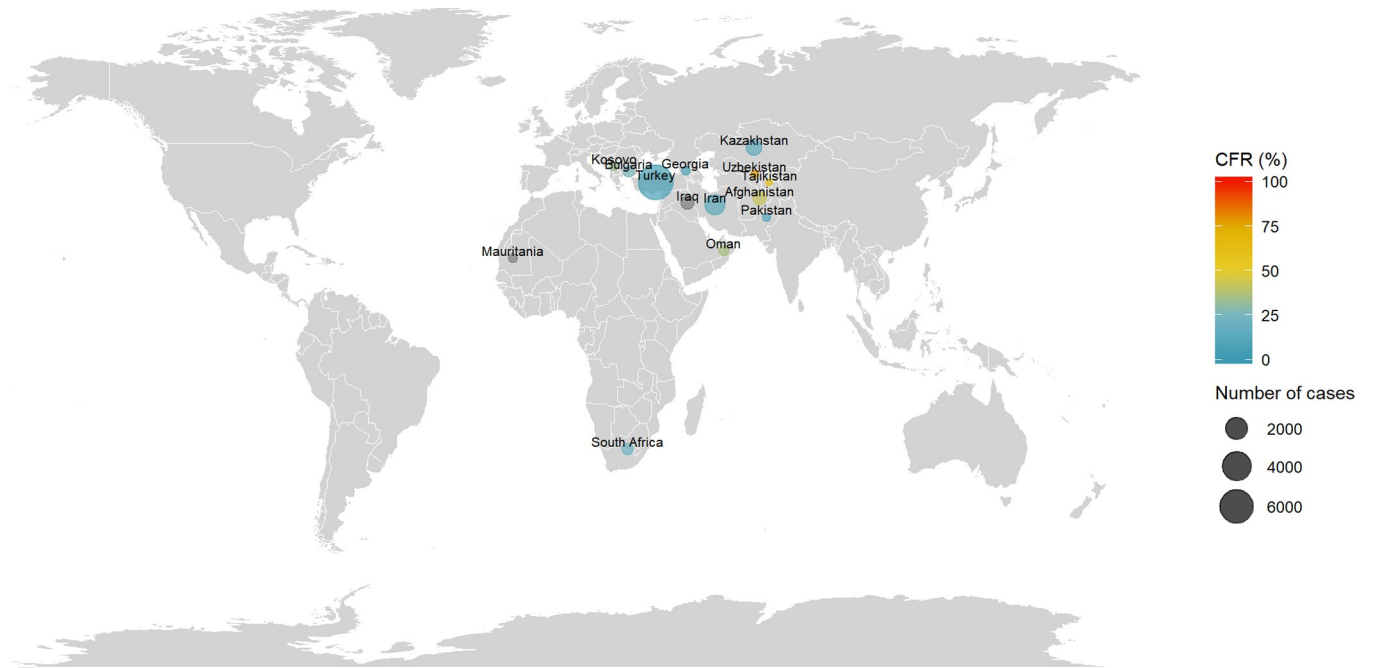 Kazakhstan
Kosovo
Bulgaria
Georgia
Uzbekistan
Turkey
Tajikistan
Afghanistan
Iraq
Iran
Pakistan
Oman
Mauritania
South Africa
CFR (%)
100
75
50
25
0
Number of cases
2000
4000
6000